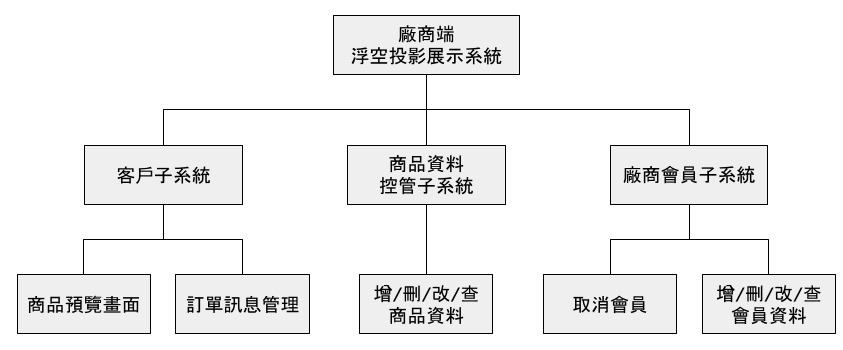 廠商端
浮空投影展示系統
客戶子系統
商品資料
控管子系統
廠商會員子系統
商品預覽畫面
訂單訊息管理
增/刪/改/查
商品資料
取消會員
增/刪/改/查
會員資料